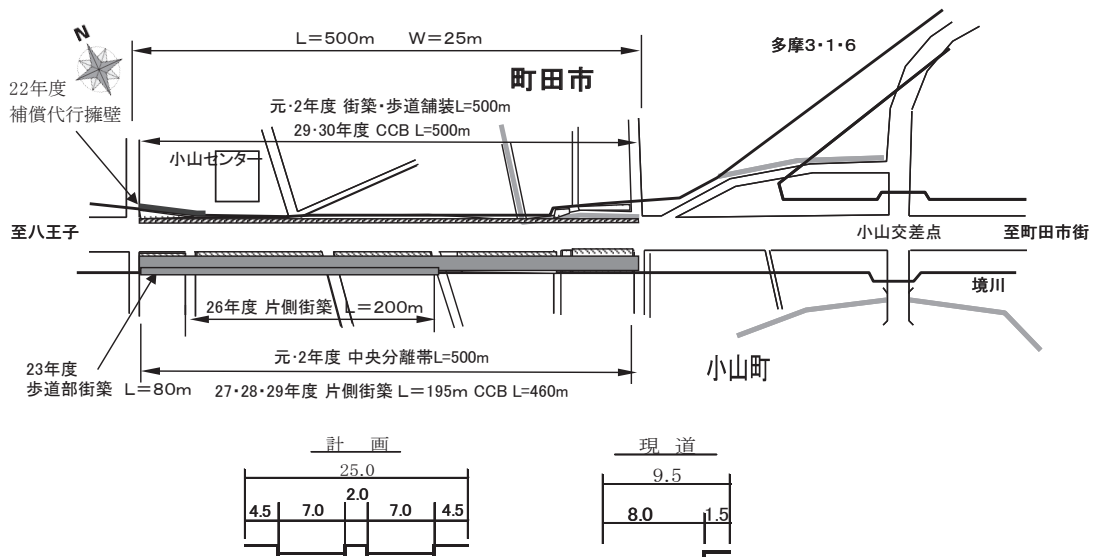 N
L=500m W=25m
多摩3・1・6
町田市
22年度
補償代行擁壁
元・2年度 街築・歩道舗装L=500m
29・30年度 CCB L=500m
小山センター
至八王子
小山交差点
至町田市街
境川
26年度 片側街築 L=200m
元・2年度 中央分離帯L=500m
小山町
23年度
歩道部街築 L=80m
27・28・29年度 片側街築 L=195m CCB L=460m
計 画
25.0
2.0
4.5 7.0 7.0 4.5
現 道
9.5
8.0 1.5